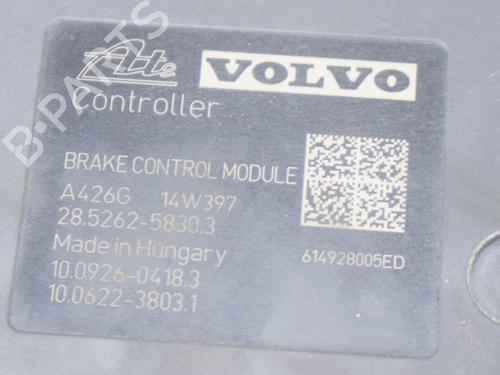 Ate VOLVO
Controller
BRAKE CONTROL MODULE
A426G 14W397
28.5262-5830.3
Made in Hungary
614928005ED
10.0926-0418.3
10.0622-3803.1
B-PARTS